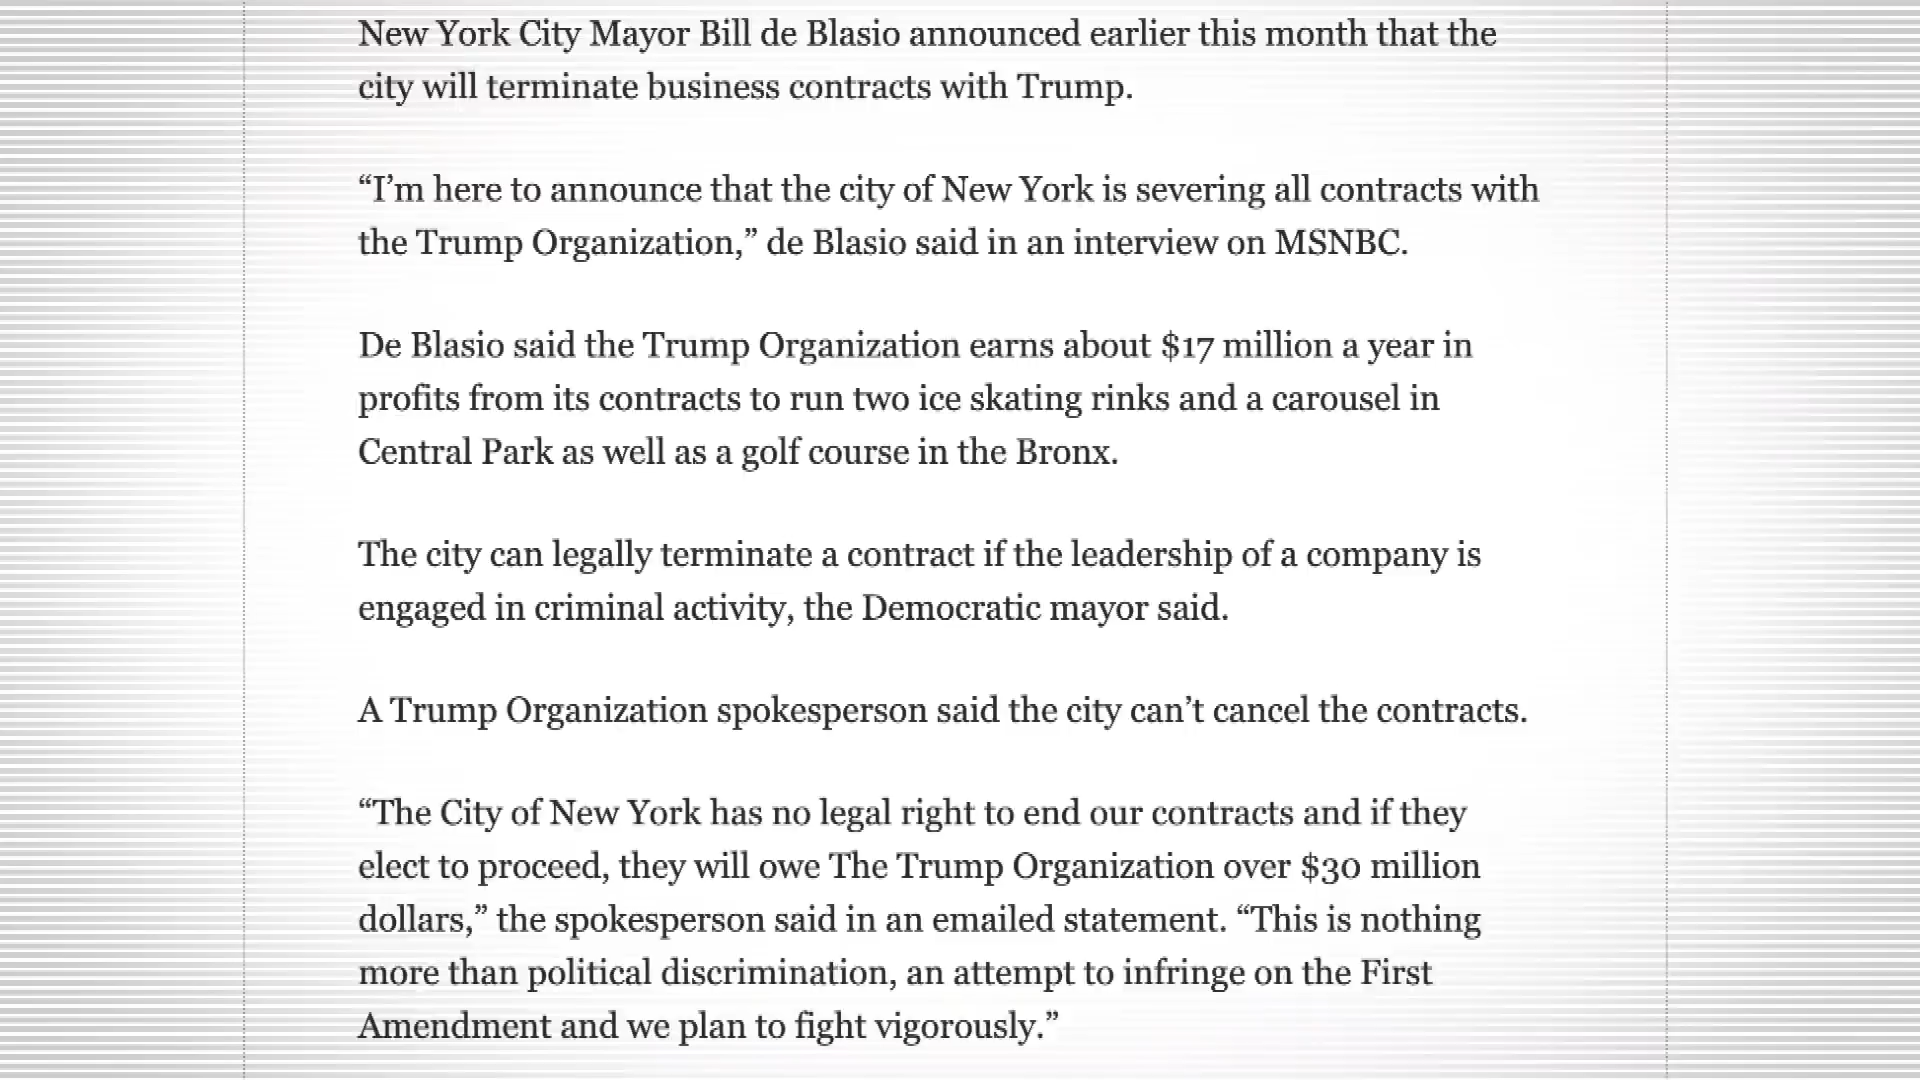 New York City Mayor Bill de Blasio announced earlier this month that the
city will terminate business contracts with Trump.
“I’m here to announce that the city of New York is severing all contracts with
the Trump Organization,” de Blasio said in an interview on MSNBC.
De Blasio said the Trump Organization earns about $17 million a year in
profits from its contracts to run two ice skating rinks and a carousel in
Central Park as well as a golf course in the Bronx.
The city can legally terminate a contract if the leadership of a company is
engaged in criminal activity, the Democratic mayor said.
A Trump Organization spokesperson said the city can’t cancel the contracts.
“The City of New York has no legal right to end our contracts and if they
elect to proceed, they will owe The Trump Organization over $30 million
dollars,” the spokesperson said in an emailed statement. “This is nothing
more than political discrimination, an attempt to infringe on the First
Amendment and we plan to fight vigorously.”